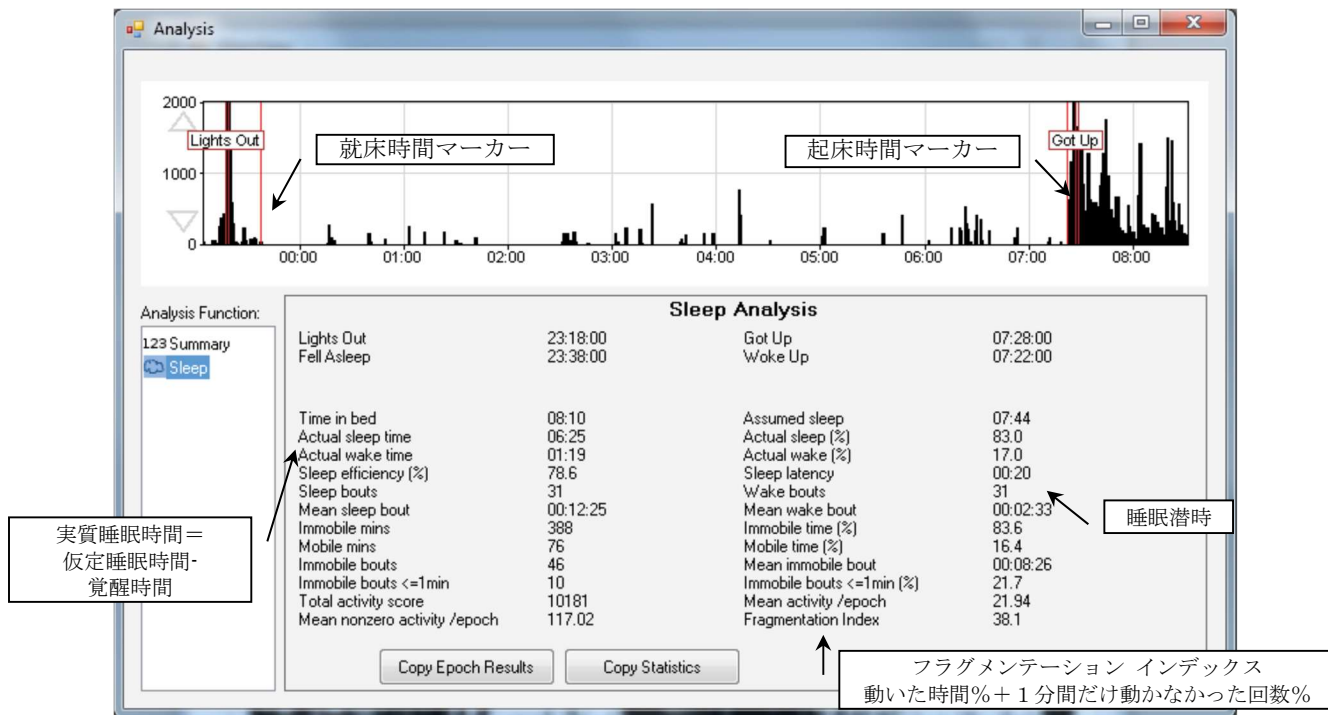 Analysis
2000
Lights Out
就床時間マーカー
起床時間マーカー
Got Up
1000
0
00:00 01:00 02:00 03:00 04:00 05:00 06:00 07:00 08:00
Analysis Function:
123 Summary
Sleep
Sleep Analysis
Lights Out 23:18:00 Got Up 07:28:00
Fell Asleep 23:38:00 Woke Up 07:22:00
Time in bed 08:10 Assumed sleep 07:44
Actual sleep time 06:25 Actual sleep (%) 83.0
Actual wake time 01:19 Actual wake (%) 17.0
Sleep efficiency (%) 78.6 Sleep latency 00:20
Sleep bouts 31 Wake bouts 31
Mean sleep bout 00:12:25 Mean wake bout 00:02:33
Immobile mins 388 Immobile time (%) 83.6
Mobile mins 76 Mobile time (%) 16.4
Immobile bouts 46 Mean immobile bout 00:08:26
Immobile bouts <=1min 10 Immobile bouts <=1min (%) 21.7
Total activity score 10181 Mean activity /epoch 21.94
Mean nonzero activity /epoch 117.02 Fragmentation Index 38.1
睡眠潜時
実質睡眠時間＝
仮定睡眠時間-
覚醒時間
Copy Epoch Results Copy Statistics
フラグメンテーション インデックス
動いた時間％＋１分間だけ動かなかった回数％